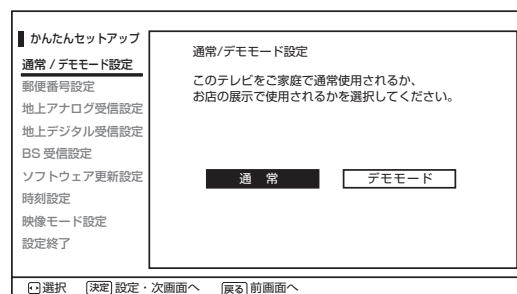 かんたんセットアップ
通常 / デモモード設定
郵便番号設定
地上アナログ受信設定
地上デジタル受信設定
BS 受信設定
ソフトウェア更新設定
時刻設定
映像モード設定
設定終了
通常/デモモード設定
このテレビをご家庭で通常使用されるか、
お店の展示で使用されるかを選択してください。
通 常
デモモード
選択 決定 設定・次画面へ 戻る 前画面へ